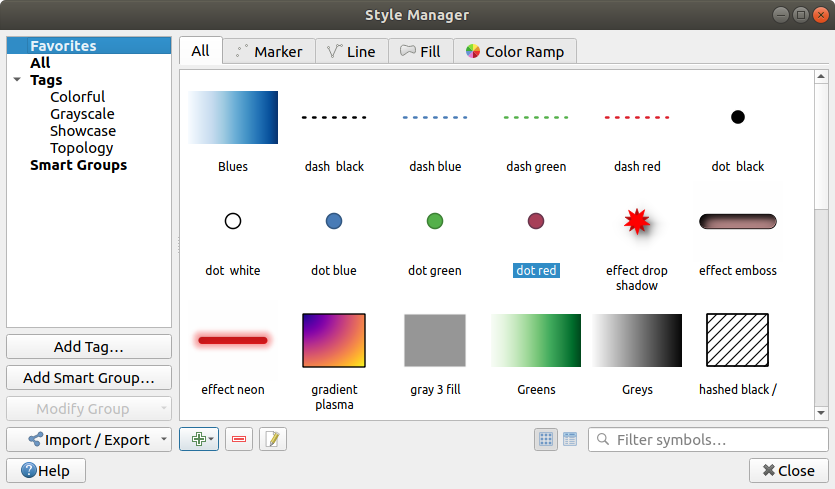 Style Manager
Favorites
All
Tags
Colorful
Grayscale
Showcase
Topology
Smart Groups
Add Tag...
Add Smart Group...
Modify Group
Import / Export
Help
All
Marker
Line
Fill
Color Ramp
Blues
dash  black
dash blue
dash green
dash red
dot  black
dot  white
dot blue
dot green
dot red
effect drop
shadow
effect emboss
effect neon
gradient
plasma
gray 3 fill
Greens
Greys
hashed black /
Filter symbols...
Close